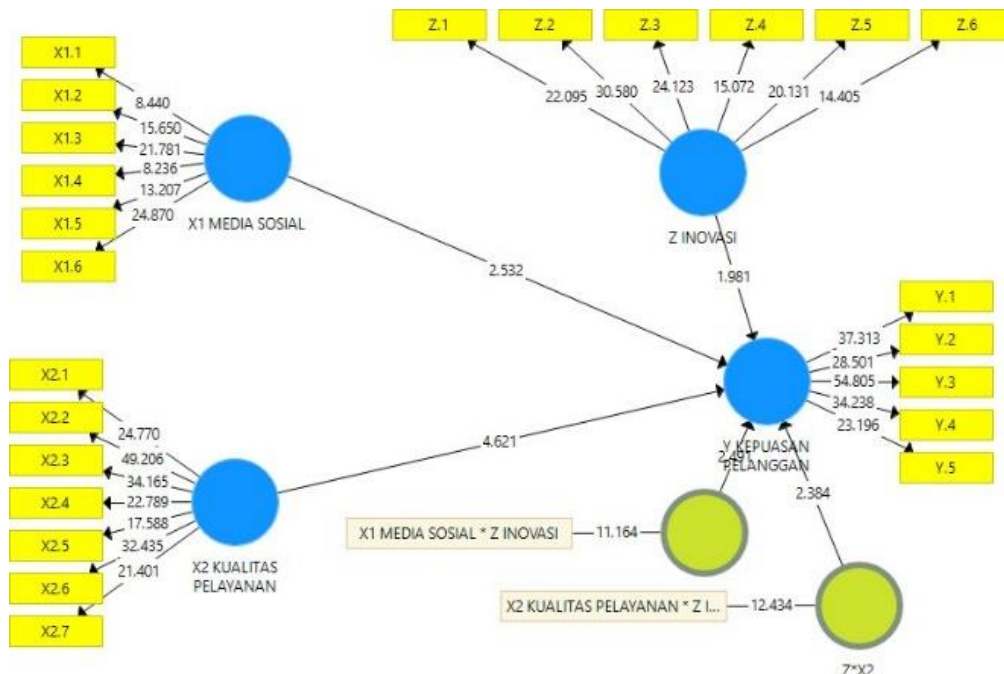 Z.1
Z.2
Z.3
Z.4
Z.5
Z.6
22.095
30.580
24.123
15.072
20.131
14.405
Z INOVASI
X1.1
X1.2
X1.3
X1.4
X1.5
X1.6
8.440
15.650
21.781
8.236
13.207
24.870
X1 MEDIA SOSIAL
2.532
1.981
X2.1
X2.2
X2.3
X2.4
X2.5
X2.6
X2.7
24.770
49.206
34.165
22.789
17.588
32.435
21.401
X2 KUALITAS
PELAYANAN
4.621
Y.1
Y.2
Y.3
Y.4
Y.5
37.313
28.501
54.805
34.238
23.196
Y KEPUASAN
PELANGGAN
2.491
2.384
X1 MEDIA SOSIAL * Z INOVASI
11.164
X2 KUALITAS PELAYANAN * Z I...
12.434
Z*X2